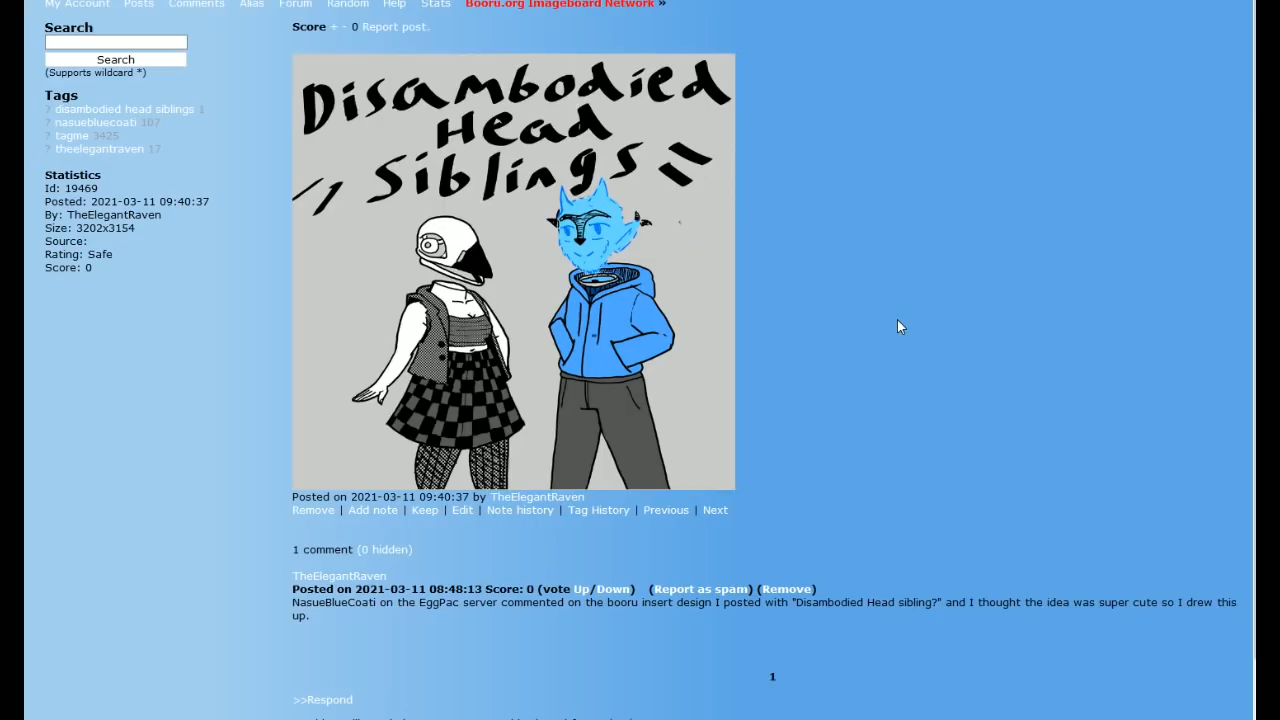 My Account Posts Comments Alias Forum Random Help Stats Booru.org Imageboard Network »
Search
Search
(Supports wildcard *)
Tags
? disambodied head siblings 1
? nasuebluecoati 107
? tagme 3425
? theelegantraven 17
Statistics
Id: 19469
Posted: 2021-03-11 09:40:37
By: TheElegantRaven
Size: 3202x3154
Source:
Rating: Safe
Score: 0
Score + - 0 Report post.
Disambodied
Head
Siblings
Posted on 2021-03-11 09:40:37 by TheElegantRaven
Remove | Add note | Keep | Edit | Note history | Tag History | Previous | Next
1 comment (0 hidden)
TheElegantRaven
Posted on 2021-03-11 08:48:13 Score: 0 (vote Up/Down) (Report as spam) (Remove)
NasueBlueCoati on the EggPac server commented on the booru insert design I posted with "Disambodied Head sibling?" and I thought the idea was super cute so I drew this
up.
1
>>Respond